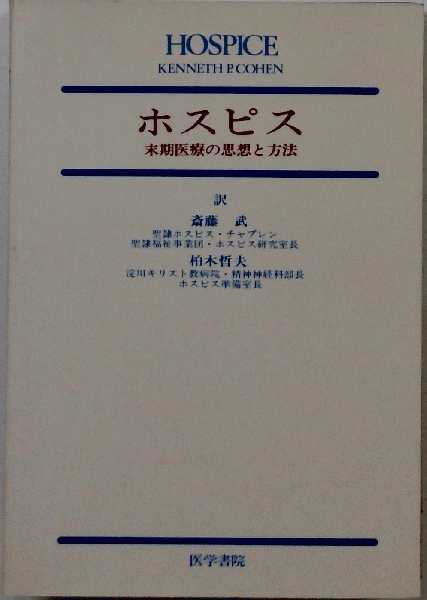 HOSPICE
KENNETH P. COHEN
ホスピス
末期医療の思想と方法
訳
斎藤 武
聖隷ホスピス・チャプレン
聖隷福祉事業団・ホスピス研究室長
柏木哲夫
淀川キリスト教病院・精神神経科部長
ホスピス準備室長
医学書院